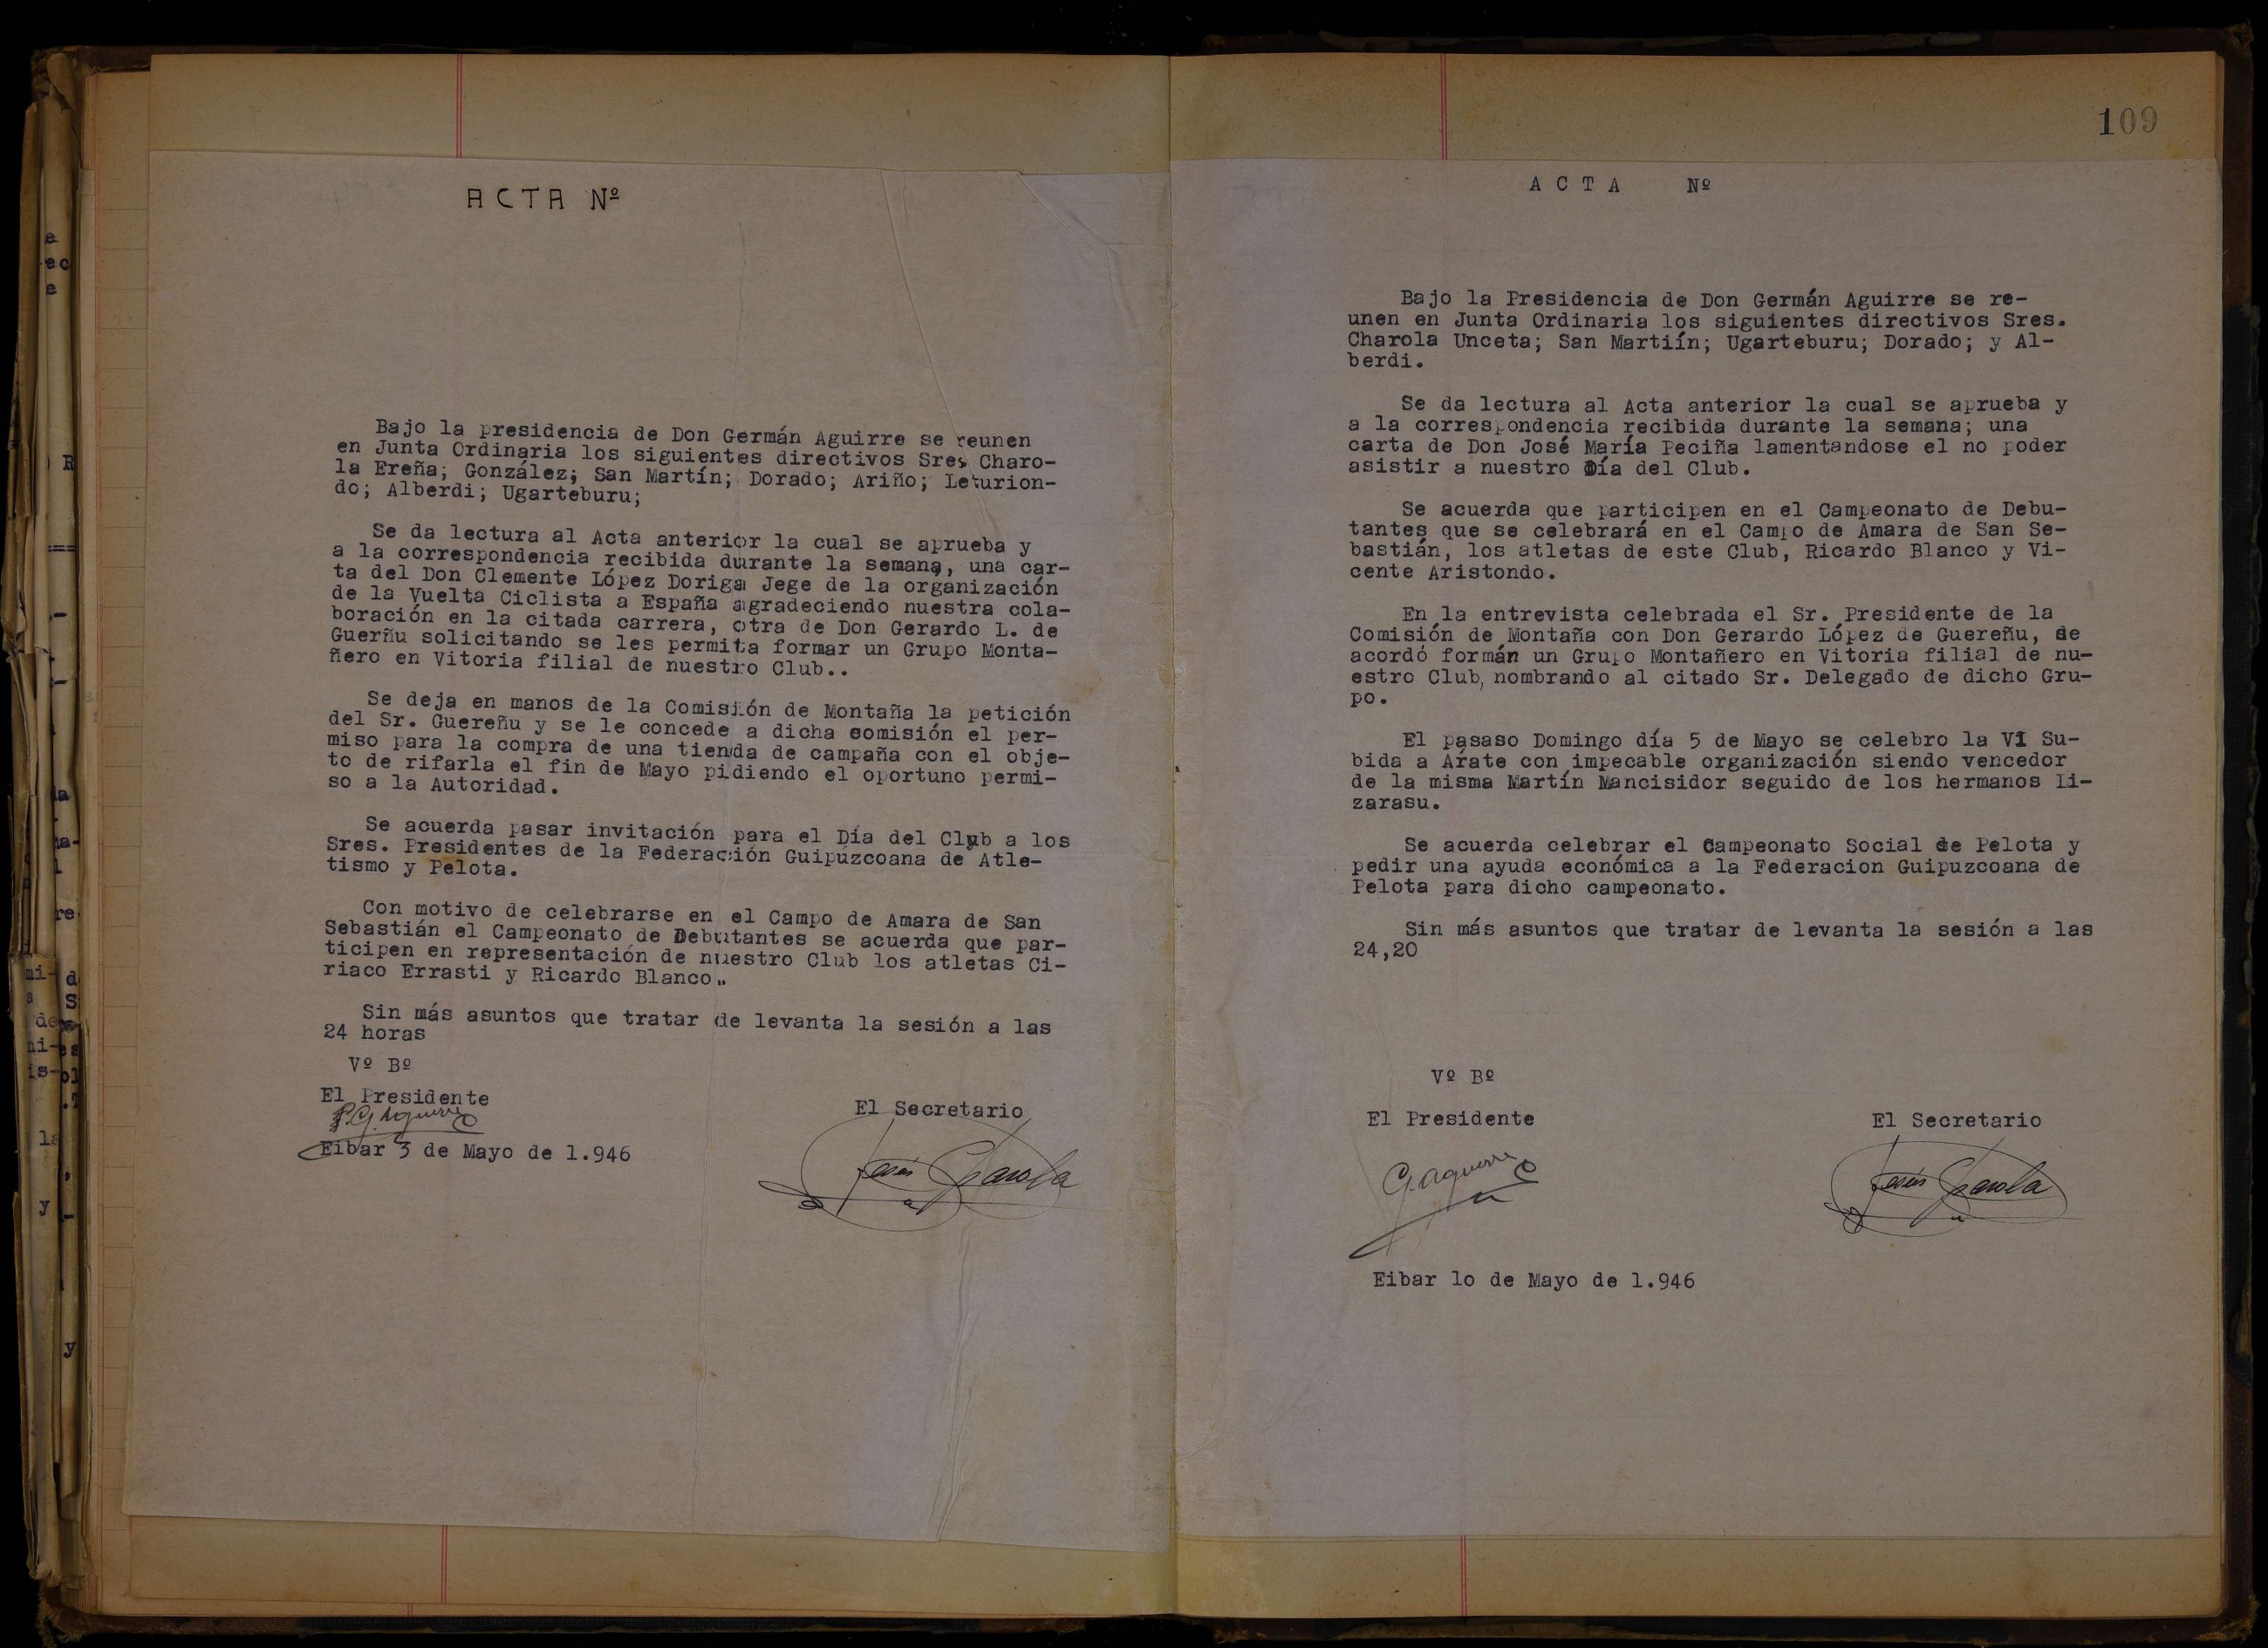 ACTA Nº
Bajo la presidencia de Don Germán Aguirre se reunen
en Junta Ordinaria los siguientes directivos Sres Charo-
la Ereña; González; San Martín; Dorado; Ariño; Leturion-
do; Alberdi; Ugarteburu;
Se da lectura al Acta anterior la cual se aprueba y
a la correspondencia recibida durante la semana, una car-
ta del Don Clemente López Doriga Jege de la organización
de la Vuelta Ciclista a España agradeciendo nuestra cola-
boración en la citada carrera, otra de Don Gerardo L. de
Guerñu solicitando se les permita formar un Grupo Monta-
ñero en Vitoria filial de nuestro Club..
Se deja en manos de la Comisión de Montaña la petición
del Sr. Guereñu y se le concede a dicha comisión el per-
miso para la compra de una tienda de campaña con el obje-
to de rifarla el fin de Mayo pidiendo el oportuno permi-
so a la Autoridad.
Se acuerda pasar invitación para el Día del Club a los
Sres. Presidentes de la Federación Guipúzcoana de Atle-
tismo y Pelota.
Con motivo de celebrarse en el Campo de Amara de San
Sebastián el Campeonato de Debutantes se acuerda que par-
ticipen en representación de nuestro Club los atletas Ci-
riaco Errasti y Ricardo Blanco.
Sin más asuntos que tratar de levanta la sesión a las
24 horas
Vº Bº
El Presidente
El Secretario
G. Aguirre
Eibar 3 de Mayo de 1.946
Jesús Charola
109
ACTA Nº
Bajo la Presidencia de Don Germán Aguirre se re-
unen en Junta Ordinaria los siguientes directivos Sres.
Charola Unceta; San Martiín; Ugarteburu; Dorado; y Al-
berdi.
Se da lectura al Acta anterior la cual se aprueba y
a la correspondencia recibida durante la semana; una
carta de Don José María Peciña lamentandose el no poder
asistir a nuestro Día del Club.
Se acuerda que participen en el Campeonato de Debu-
tantes que se celebrará en el Campo de Amara de San Se-
bastián, los atletas de este Club, Ricardo Blanco y Vi-
cente Aristondo.
En la entrevista celebrada el Sr. Presidente de la
Comisión de Montaña con Don Gerardo López de Guereñu, se
acordó formán un Grupo Montañero en Vitoria filial de nu-
estro Club, nombrando al citado Sr. Delegado de dicho Gru-
po.
El pasaso Domingo día 5 de Mayo se celebro la VI Su-
bida a Árate con impecable organización siendo vencedor
de la misma Martín Mancisidor seguido de los hermanos Li-
zarasu.
Se acuerda celebrar el Campeonato Social de Pelota y
pedir una ayuda económica a la Federacion Guipuzcoana de
Pelota para dicho campeonato.
Sin más asuntos que tratar de levanta la sesión a las
24,20
Vº Bº
El Presidente
El Secretario
G. Aguirre
Jesús Charola
Eibar 1o de Mayo de 1.946